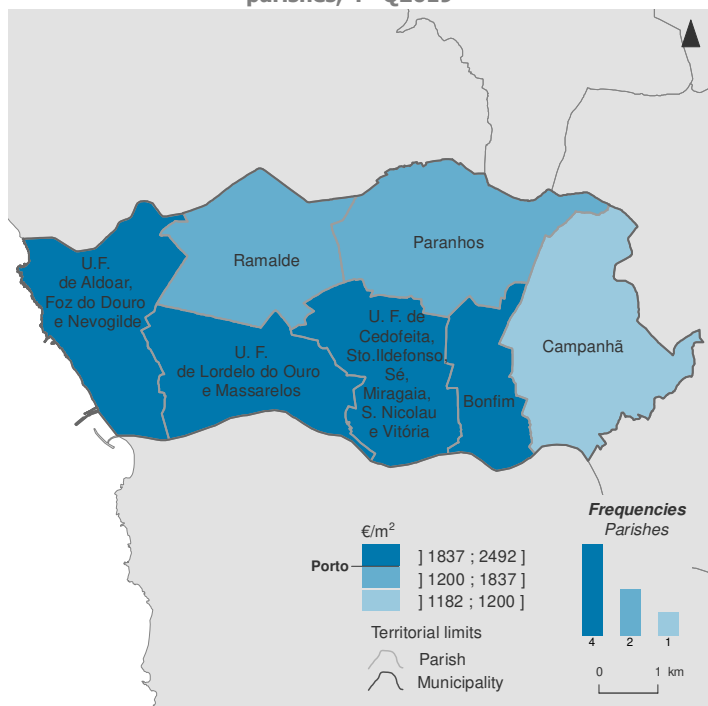 U.F.
de Aldoar,
Foz do Douro
e Nevogilde
Ramalde
Paranhos
U. F.
de Lordelo do Ouro
e Massarelos
U. F. de
Cedofeita,
Sto.Ildefonso,
Sé,
Miragaia,
S. Nicolau
e Vitória
Bonfim
Campanhã
€/m²
Porto
] 1837 ; 2492 ]
] 1200 ; 1837 ]
] 1182 ; 1200 ]
Territorial limits
Parish
Municipality
Frequencies
Parishes
4 2 1
0 1 km